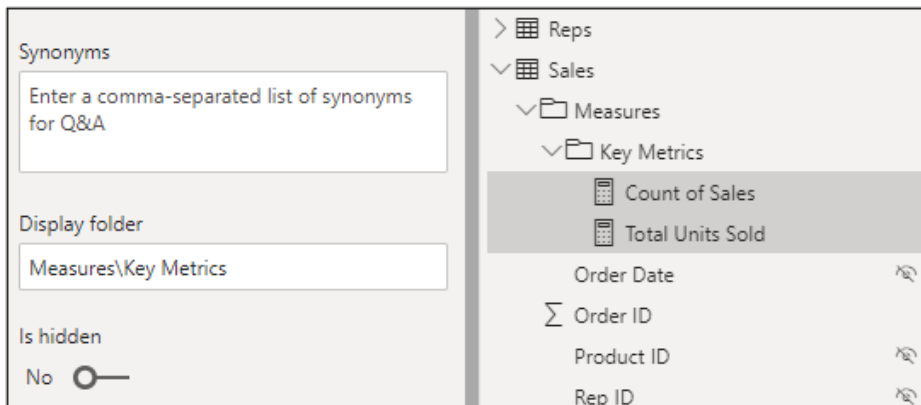 Synonyms
Enter a comma-separated list of synonyms
for Q&A
Display folder
Measures\Key Metrics
Is hidden
No
Reps
Sales
Measures
Key Metrics
Count of Sales
Total Units Sold
Order Date
Order ID
Product ID
Rep ID